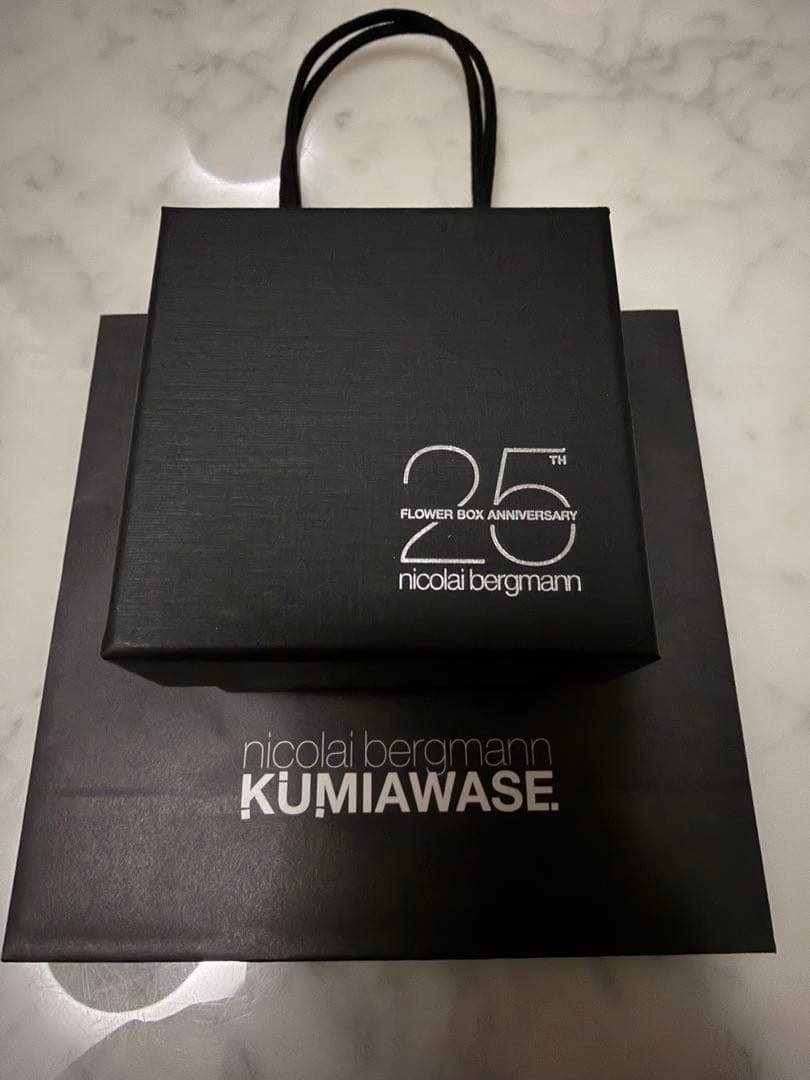 25TH
FLOWER BOX ANNIVERSARY
nicolai bergmann
nicolai bergmann
KUMIAWASE.